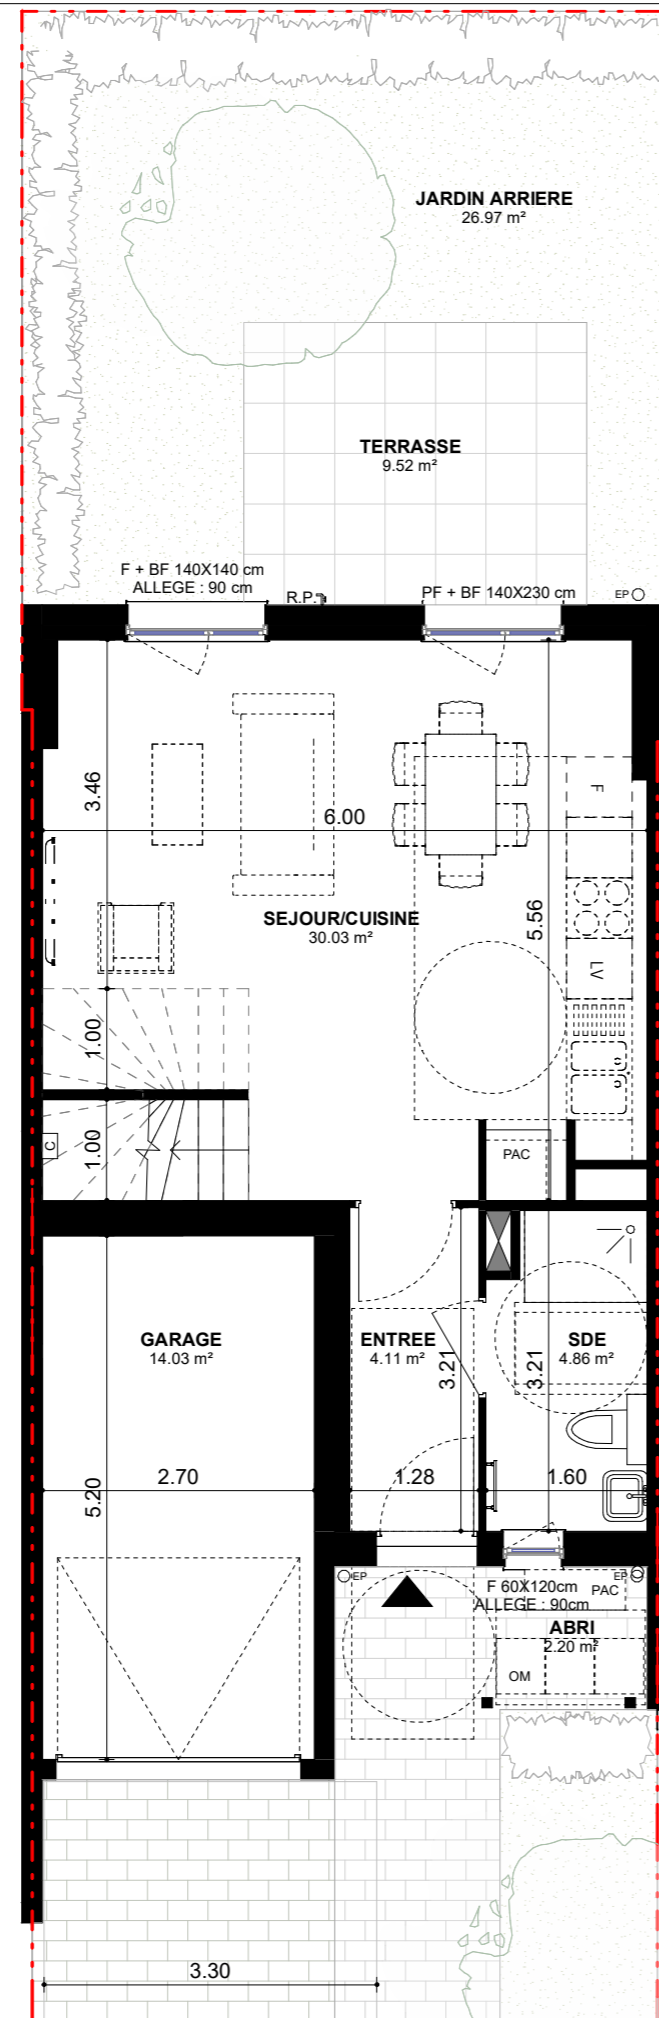 JARDIN ARRIERE
26.97 m²
TERRASSE
9.52 m²
F + BF 140X140 cm
ALLEGE : 90 cm
R.P.
PF + BF 140X230 cm
EP
3.46
6.00
F
SEJOUR/CUISINE
30.03 m²
5.56
LV
1.00
1.00
C
PAC
GARAGE
14.03 m²
ENTREE
4.11 m²
SDE
4.86 m²
3.21
3.21
5.20
2.70
1.28
1.60
EP
F 60X120cm
ALLEGE : 90cm
PAC
EP
ABRI
2.20 m²
OM
3.30